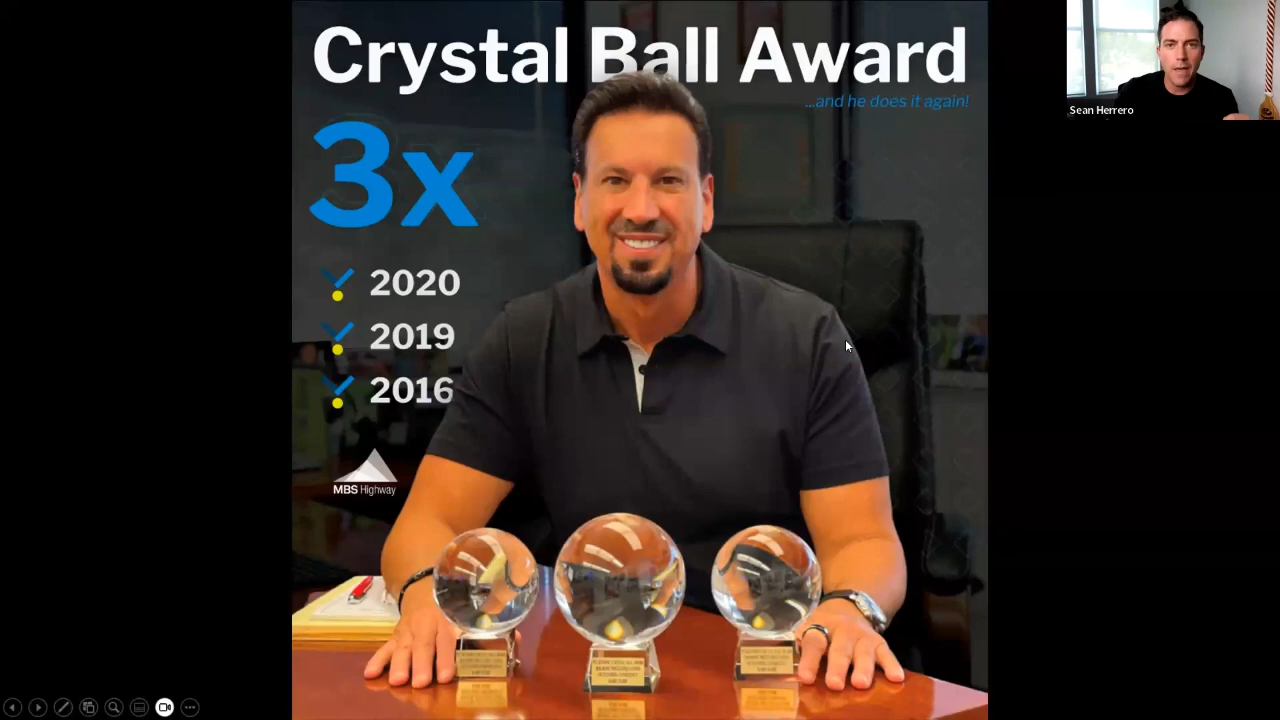 Crystal Ball Award
...and he does it again!
3x
2020
2019
2016
MBS Highway
Sean Herrero